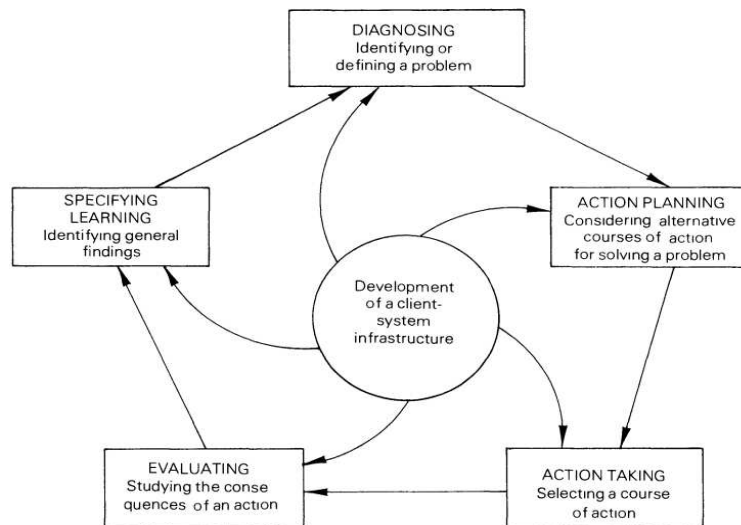 DIAGNOSING
Identifying or
defining a problem
SPECIFYING
LEARNING
Identifying general
findings
ACTION PLANNING
Considering alternative
courses of action
for solving a problem
Development
of a client-
system
infrastructure
EVALUATING
Studying the conse
quences of an action
ACTION TAKING
Selecting a course
of action